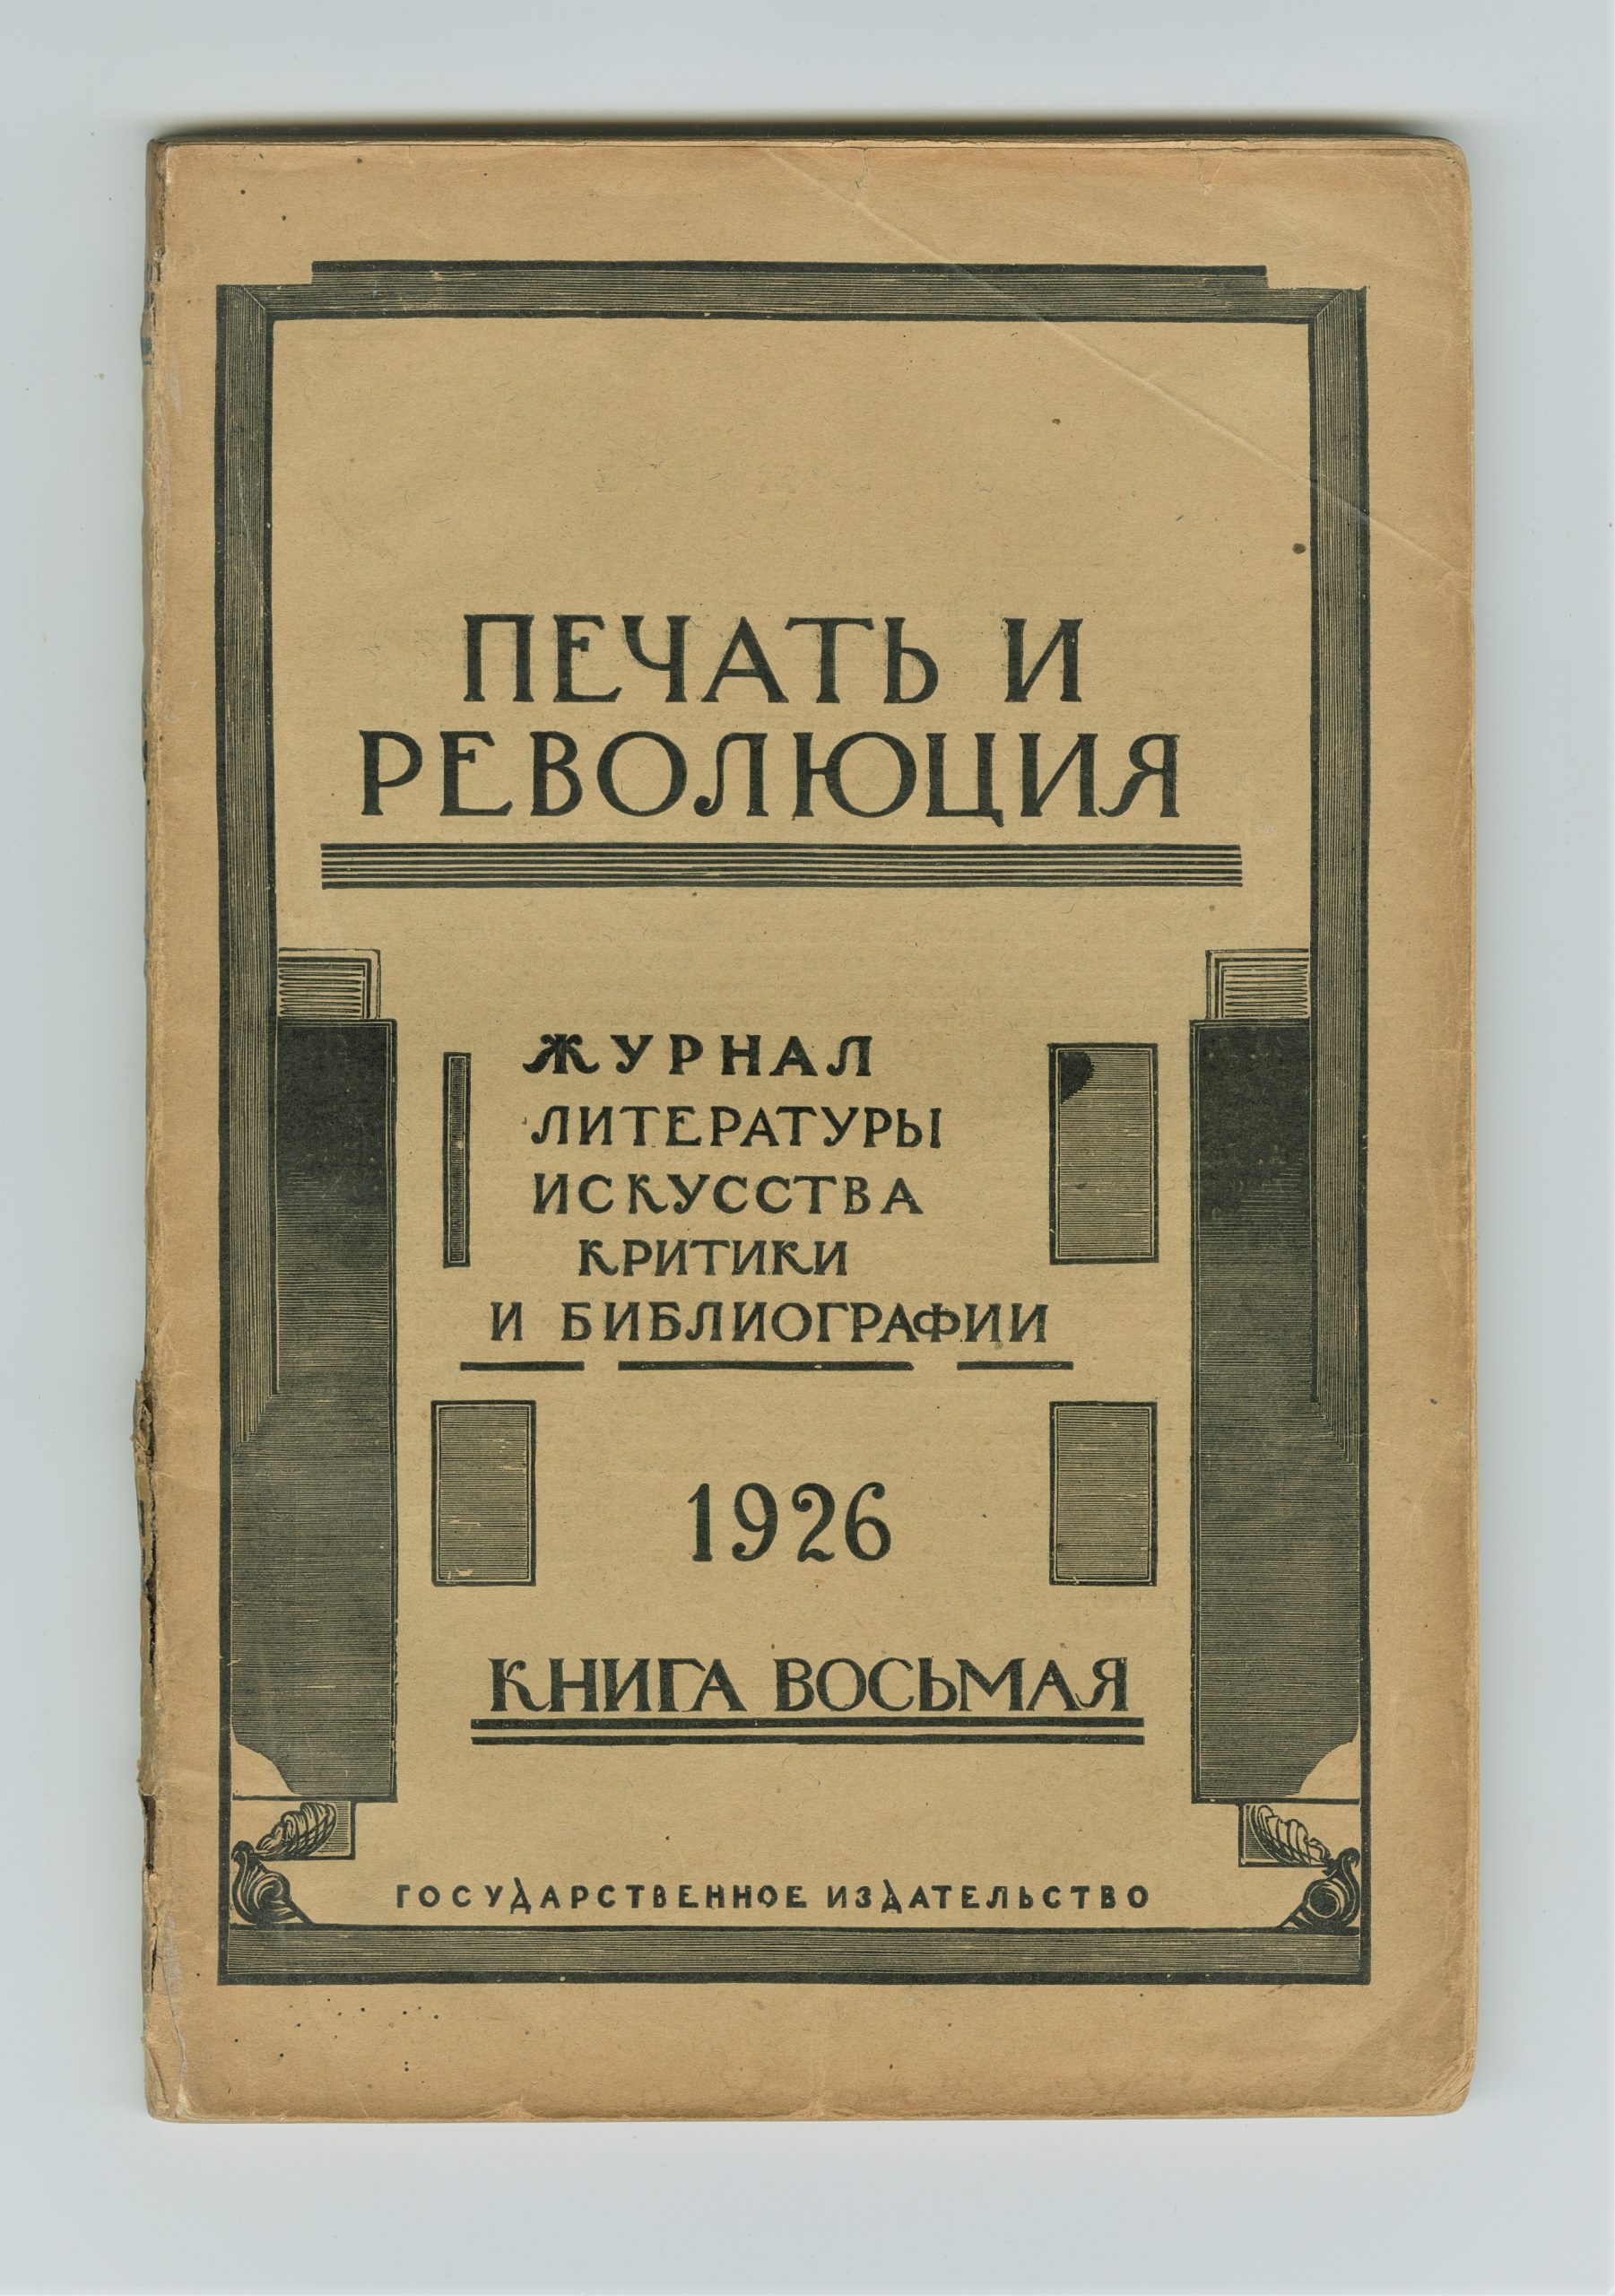 ПЕЧАТЬ И
РЕВОЛЮЦИЯ
ЖУРНАЛ
ЛИТЕРАТУРЫ
ИСКУССТВА
КРИТИКИ
И БИБЛИОГРАФИИ
1926
КНИГА ВОСЬМАЯ
ГОСУДАРСТВЕННОЕ ИЗДАТЕЛЬСТВО